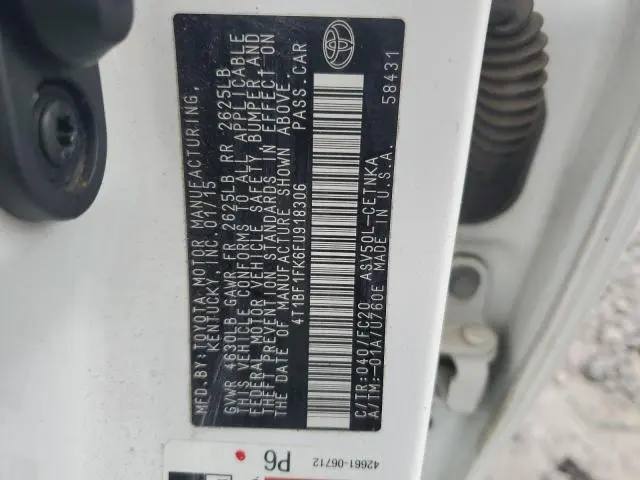 MFD.BY: TOYOTA MOTOR MANUFACTURING,
KENTUCKY, INC. 01/15
GVWR 4630LB GAWR FR 2625LB RR 2625LB
THIS VEHICLE CONFORMS TO ALL APPLICABLE
FEDERAL MOTOR VEHICLE SAFETY, BUMPER AND
THEFT PREVENTION STANDARDS IN EFFECT ON
THE DATE OF MANUFACTURE SHOWN ABOVE.
4T1BF1FK6FU918306 PASS.CAR
C/TR:040/FC20 ASV50L-CETNKA
A/TM:-01A/U760E MADE IN U.S.A. 58431
P6
42661-06712